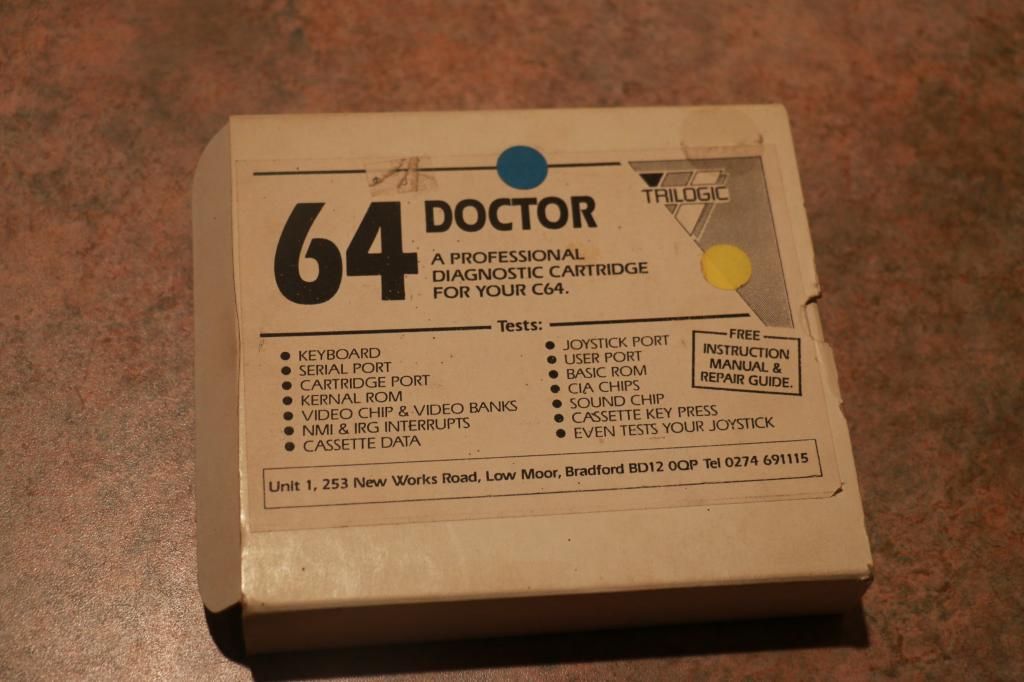 TRILOGIC
64 DOCTOR
A PROFESSIONAL
DIAGNOSTIC CARTRIDGE
FOR YOUR C64.
Tests:
KEYBOARD
SERIAL PORT
CARTRIDGE PORT
KERNAL ROM
VIDEO CHIP & VIDEO BANKS
NMI & IRG INTERRUPTS
CASSETTE DATA
JOYSTICK PORT
USER PORT
BASIC ROM
CIA CHIPS
SOUND CHIP
CASSETTE KEY PRESS
EVEN TESTS YOUR JOYSTICK
FREE
INSTRUCTION
MANUAL &
REPAIR GUIDE.
Unit 1, 253 New Works Road, Low Moor, Bradford BD12 0QP Tel 0274 691115